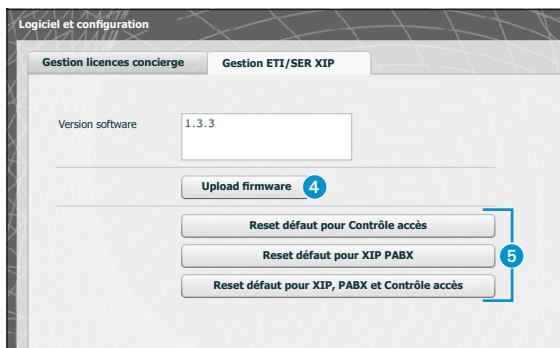 Logiciel et configuration
Gestion licences concierge
Gestion ETI/SER XIP
Version software
1.3.3
Upload firmware 4
Reset défaut pour Contrôle accès
Reset défaut pour XIP PABX
5
Reset défaut pour XIP, PABX et Contrôle accès